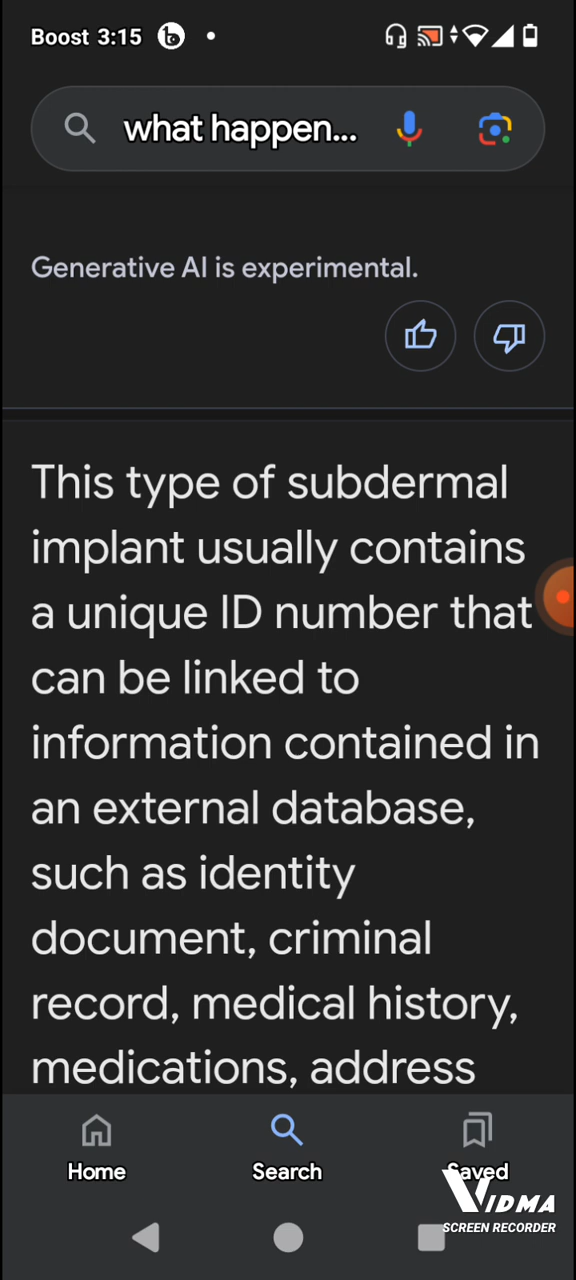 Boost 3:15
what happen...
Generative AI is experimental.
This type of subdermal
implant usually contains
a unique ID number that
can be linked to
information contained in
an external database,
such as identity
document, criminal
record, medical history,
medications, address
Home Search Saved
VIDMA
SCREEN RECORDER